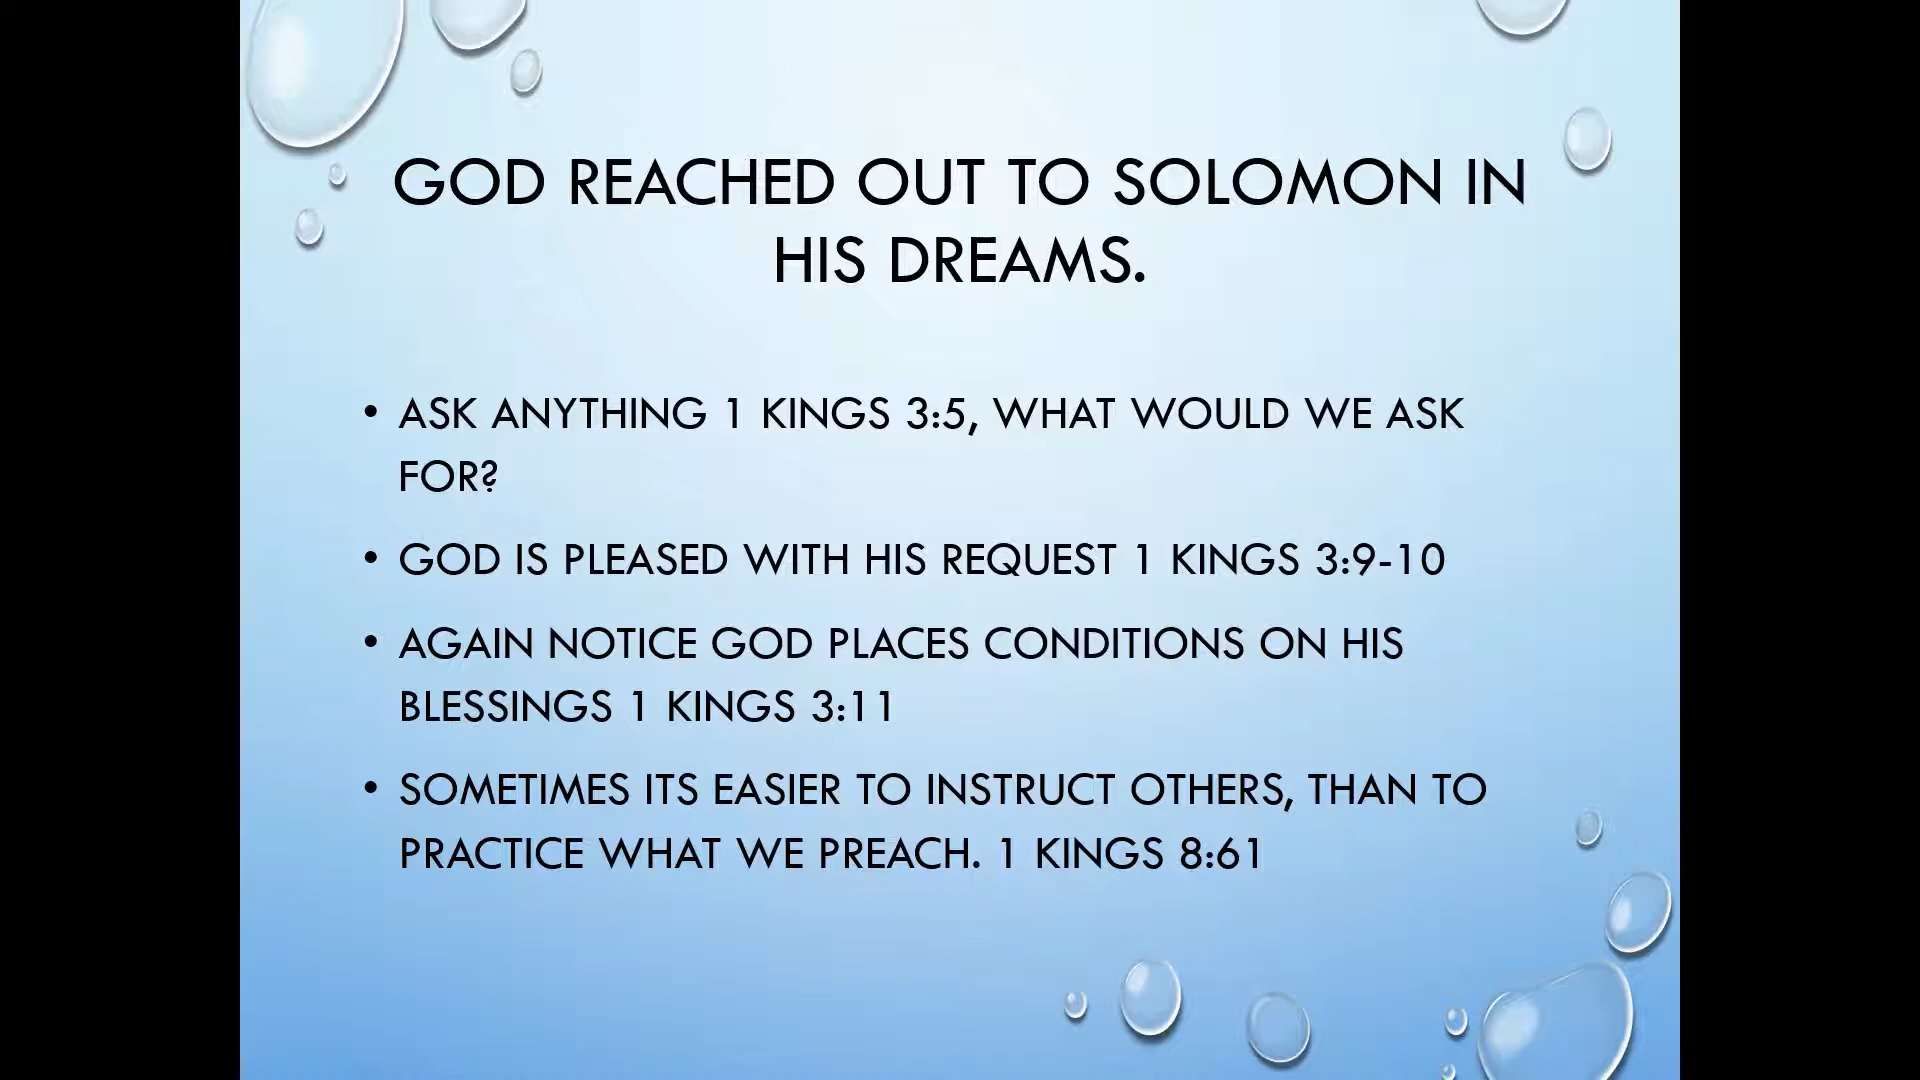 GOD REACHED OUT TO SOLOMON IN
HIS DREAMS.
• ASK ANYTHING 1 KINGS 3:5, WHAT WOULD WE ASK
FOR?
• GOD IS PLEASED WITH HIS REQUEST 1 KINGS 3:9-10
• AGAIN NOTICE GOD PLACES CONDITIONS ON HIS
BLESSINGS 1 KINGS 3:11
• SOMETIMES ITS EASIER TO INSTRUCT OTHERS, THAN TO
PRACTICE WHAT WE PREACH. 1 KINGS 8:61